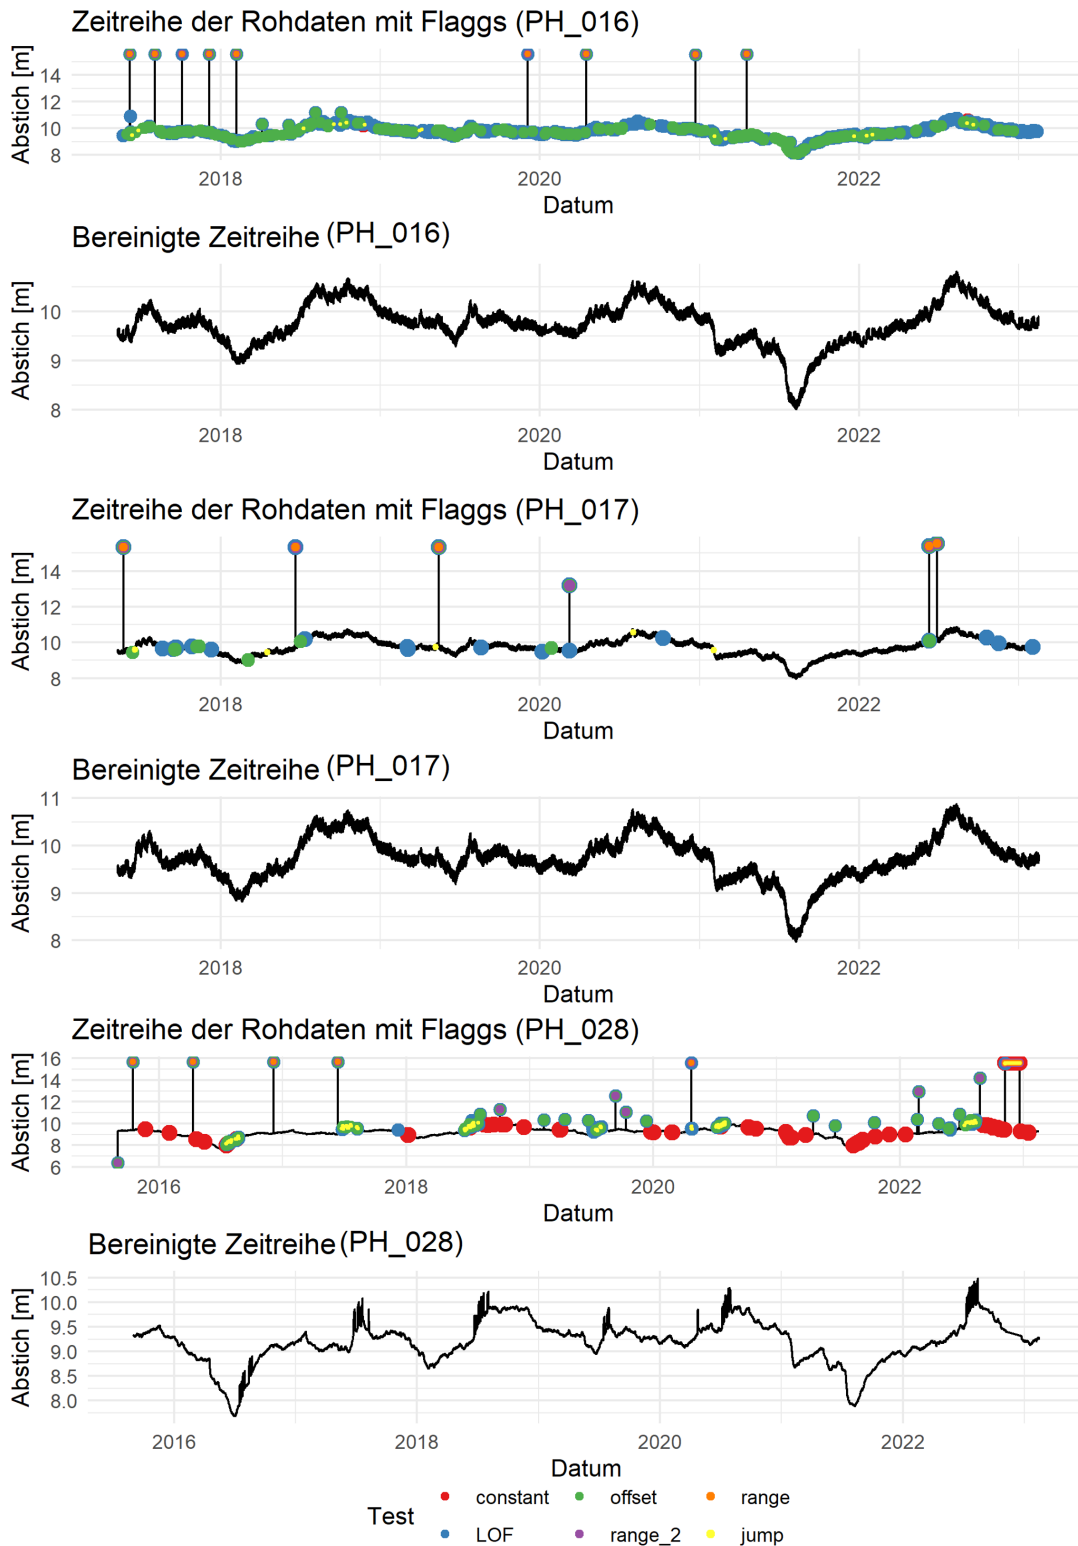 Zeitreihe der Rohdaten mit Flaggs (PH_016)
Abstich [m]
14
12
10
8
2018 2020 2022
Datum
Bereinigte Zeitreihe (PH_016)
Abstich [m]
10
9
8
2018 2020 2022
Datum
Zeitreihe der Rohdaten mit Flaggs (PH_017)
Abstich [m]
14
12
10
8
2018 2020 2022
Datum
Bereinigte Zeitreihe (PH_017)
Abstich [m]
11
10
9
8
2018 2020 2022
Datum
Zeitreihe der Rohdaten mit Flaggs (PH_028)
Abstich [m]
16
14
12
10
8
6
2016 2018 2020 2022
Datum
Bereinigte Zeitreihe (PH_028)
Abstich [m]
10.5
10.0
9.5
9.0
8.5
8.0
2016 2018 2020 2022
Datum
Test
constant offset range
LOF range_2 jump